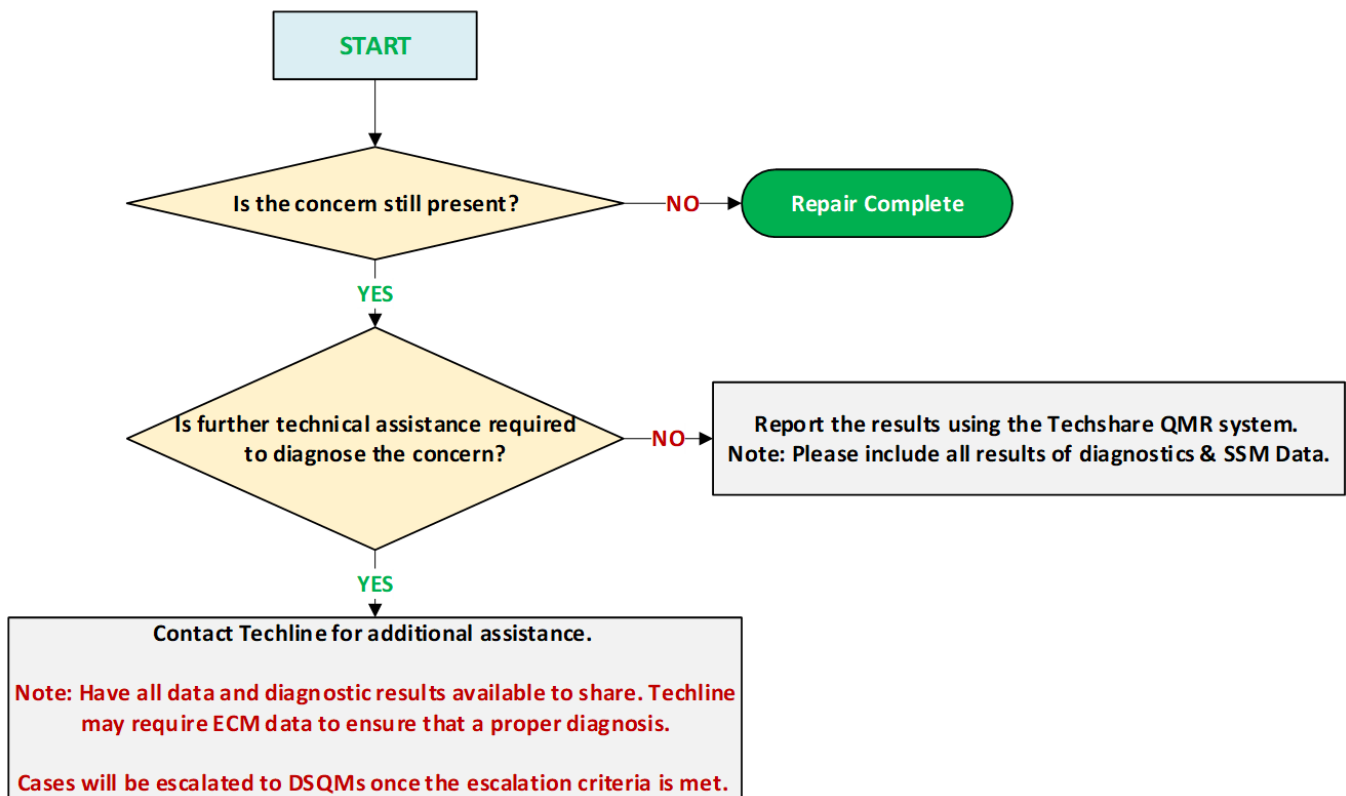 START
Is the concern still present?
NO
Repair Complete
YES
Is further technical assistance required
to diagnose the concern?
NO
Report the results using the Techshare QMR system.
Note: Please include all results of diagnostics & SSM Data.
YES
Contact Techline for additional assistance.
Note: Have all data and diagnostic results available to share. Techline
may require ECM data to ensure that a proper diagnosis.
Cases will be escalated to DSQMs once the escalation criteria is met.